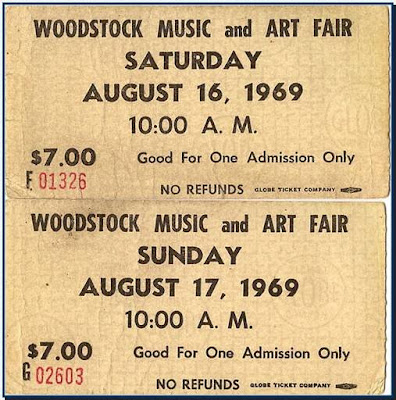 WOODSTOCK MUSIC and ART FAIR
SATURDAY
AUGUST 16, 1969
10:00 A. M.
$7.00 Good For One Admission Only
F 01326
NO REFUNDS GLOBE TICKET COMPANY
WOODSTOCK MUSIC and ART FAIR
SUNDAY
AUGUST 17, 1969
10:00 A. M.
$7.00 Good For One Admission Only
G 02603
NO REFUNDS GLOBE TICKET COMPANY